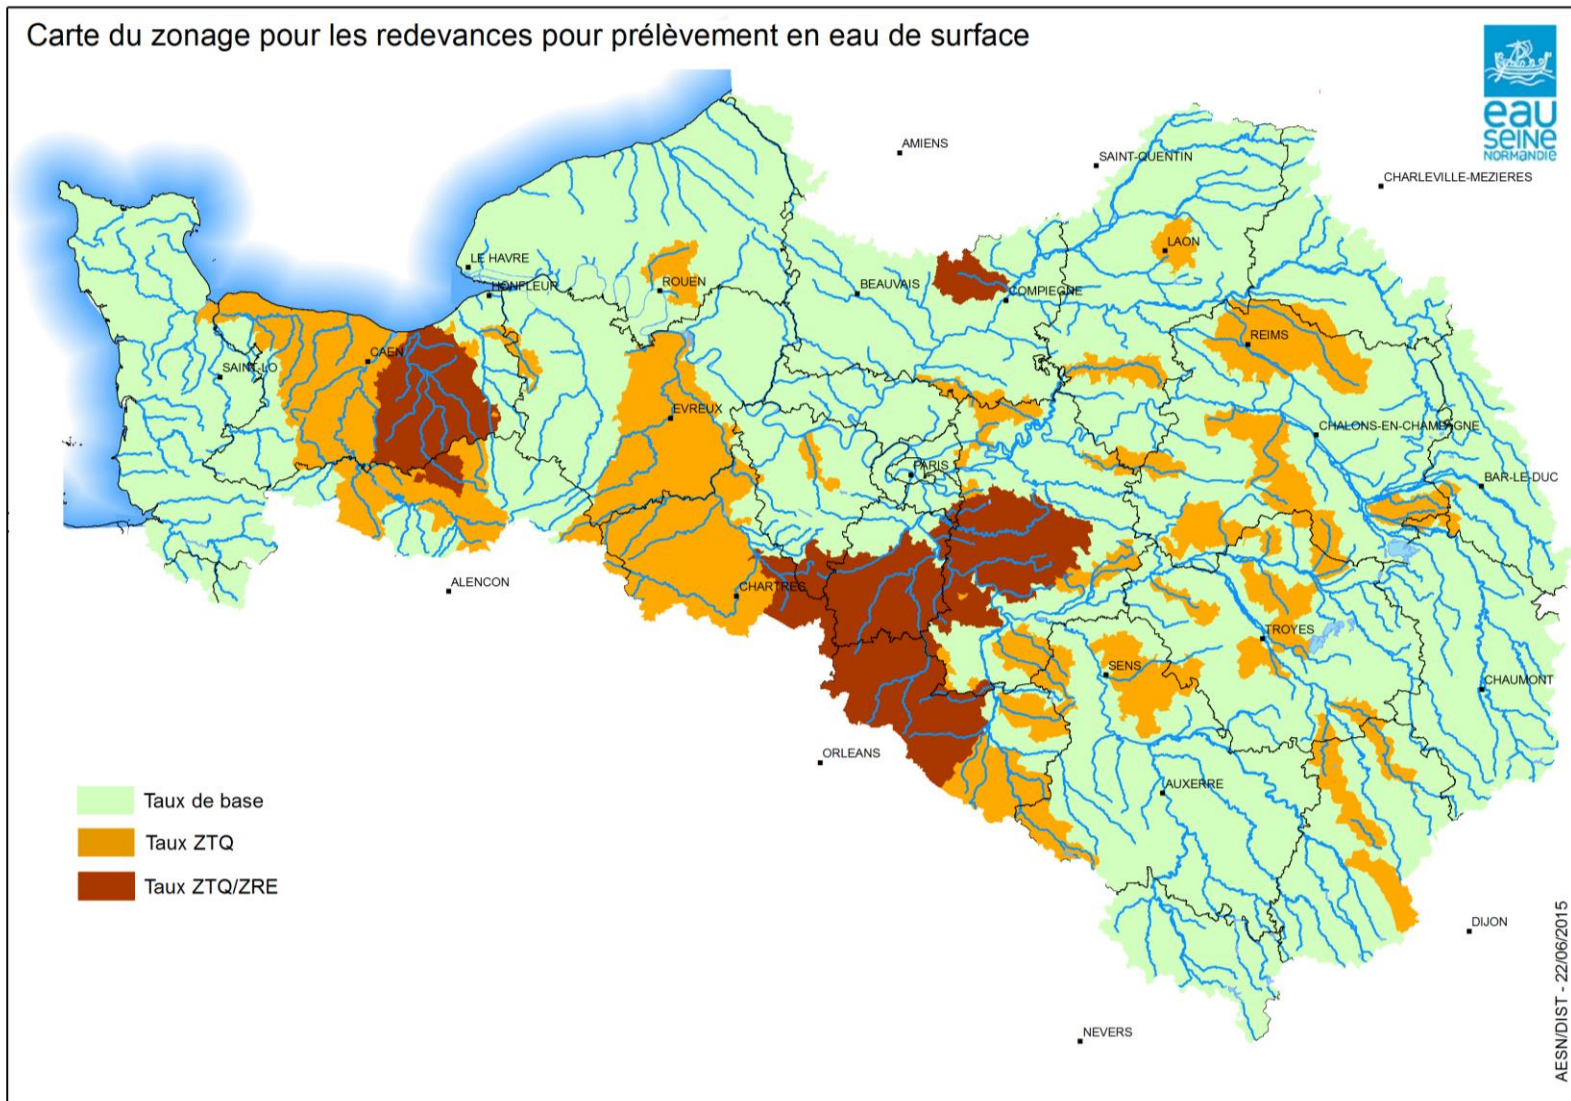 Carte du zonage pour les redevances pour prélèvement en eau de surface
eau
SEINE
NORMANDIE
AMIENS
SAINT-QUENTIN
CHARLEVILLE-MEZIERES
LAON
LE HAVRE
HONFLEUR
ROUEN
BEAUVAIS
COMPIEGNE
REIMS
CAEN
SAINT-LO
EVREUX
CHALONS-EN-CHAMPAGNE
PARIS
BAR-LE-DUC
ALENCON
CHARTRES
TROYES
SENS
CHAUMONT
ORLEANS
AUXERRE
Taux de base
Taux ZTQ
Taux ZTQ/ZRE
DIJON
NEVERS
AESN/DIST - 22/06/2015